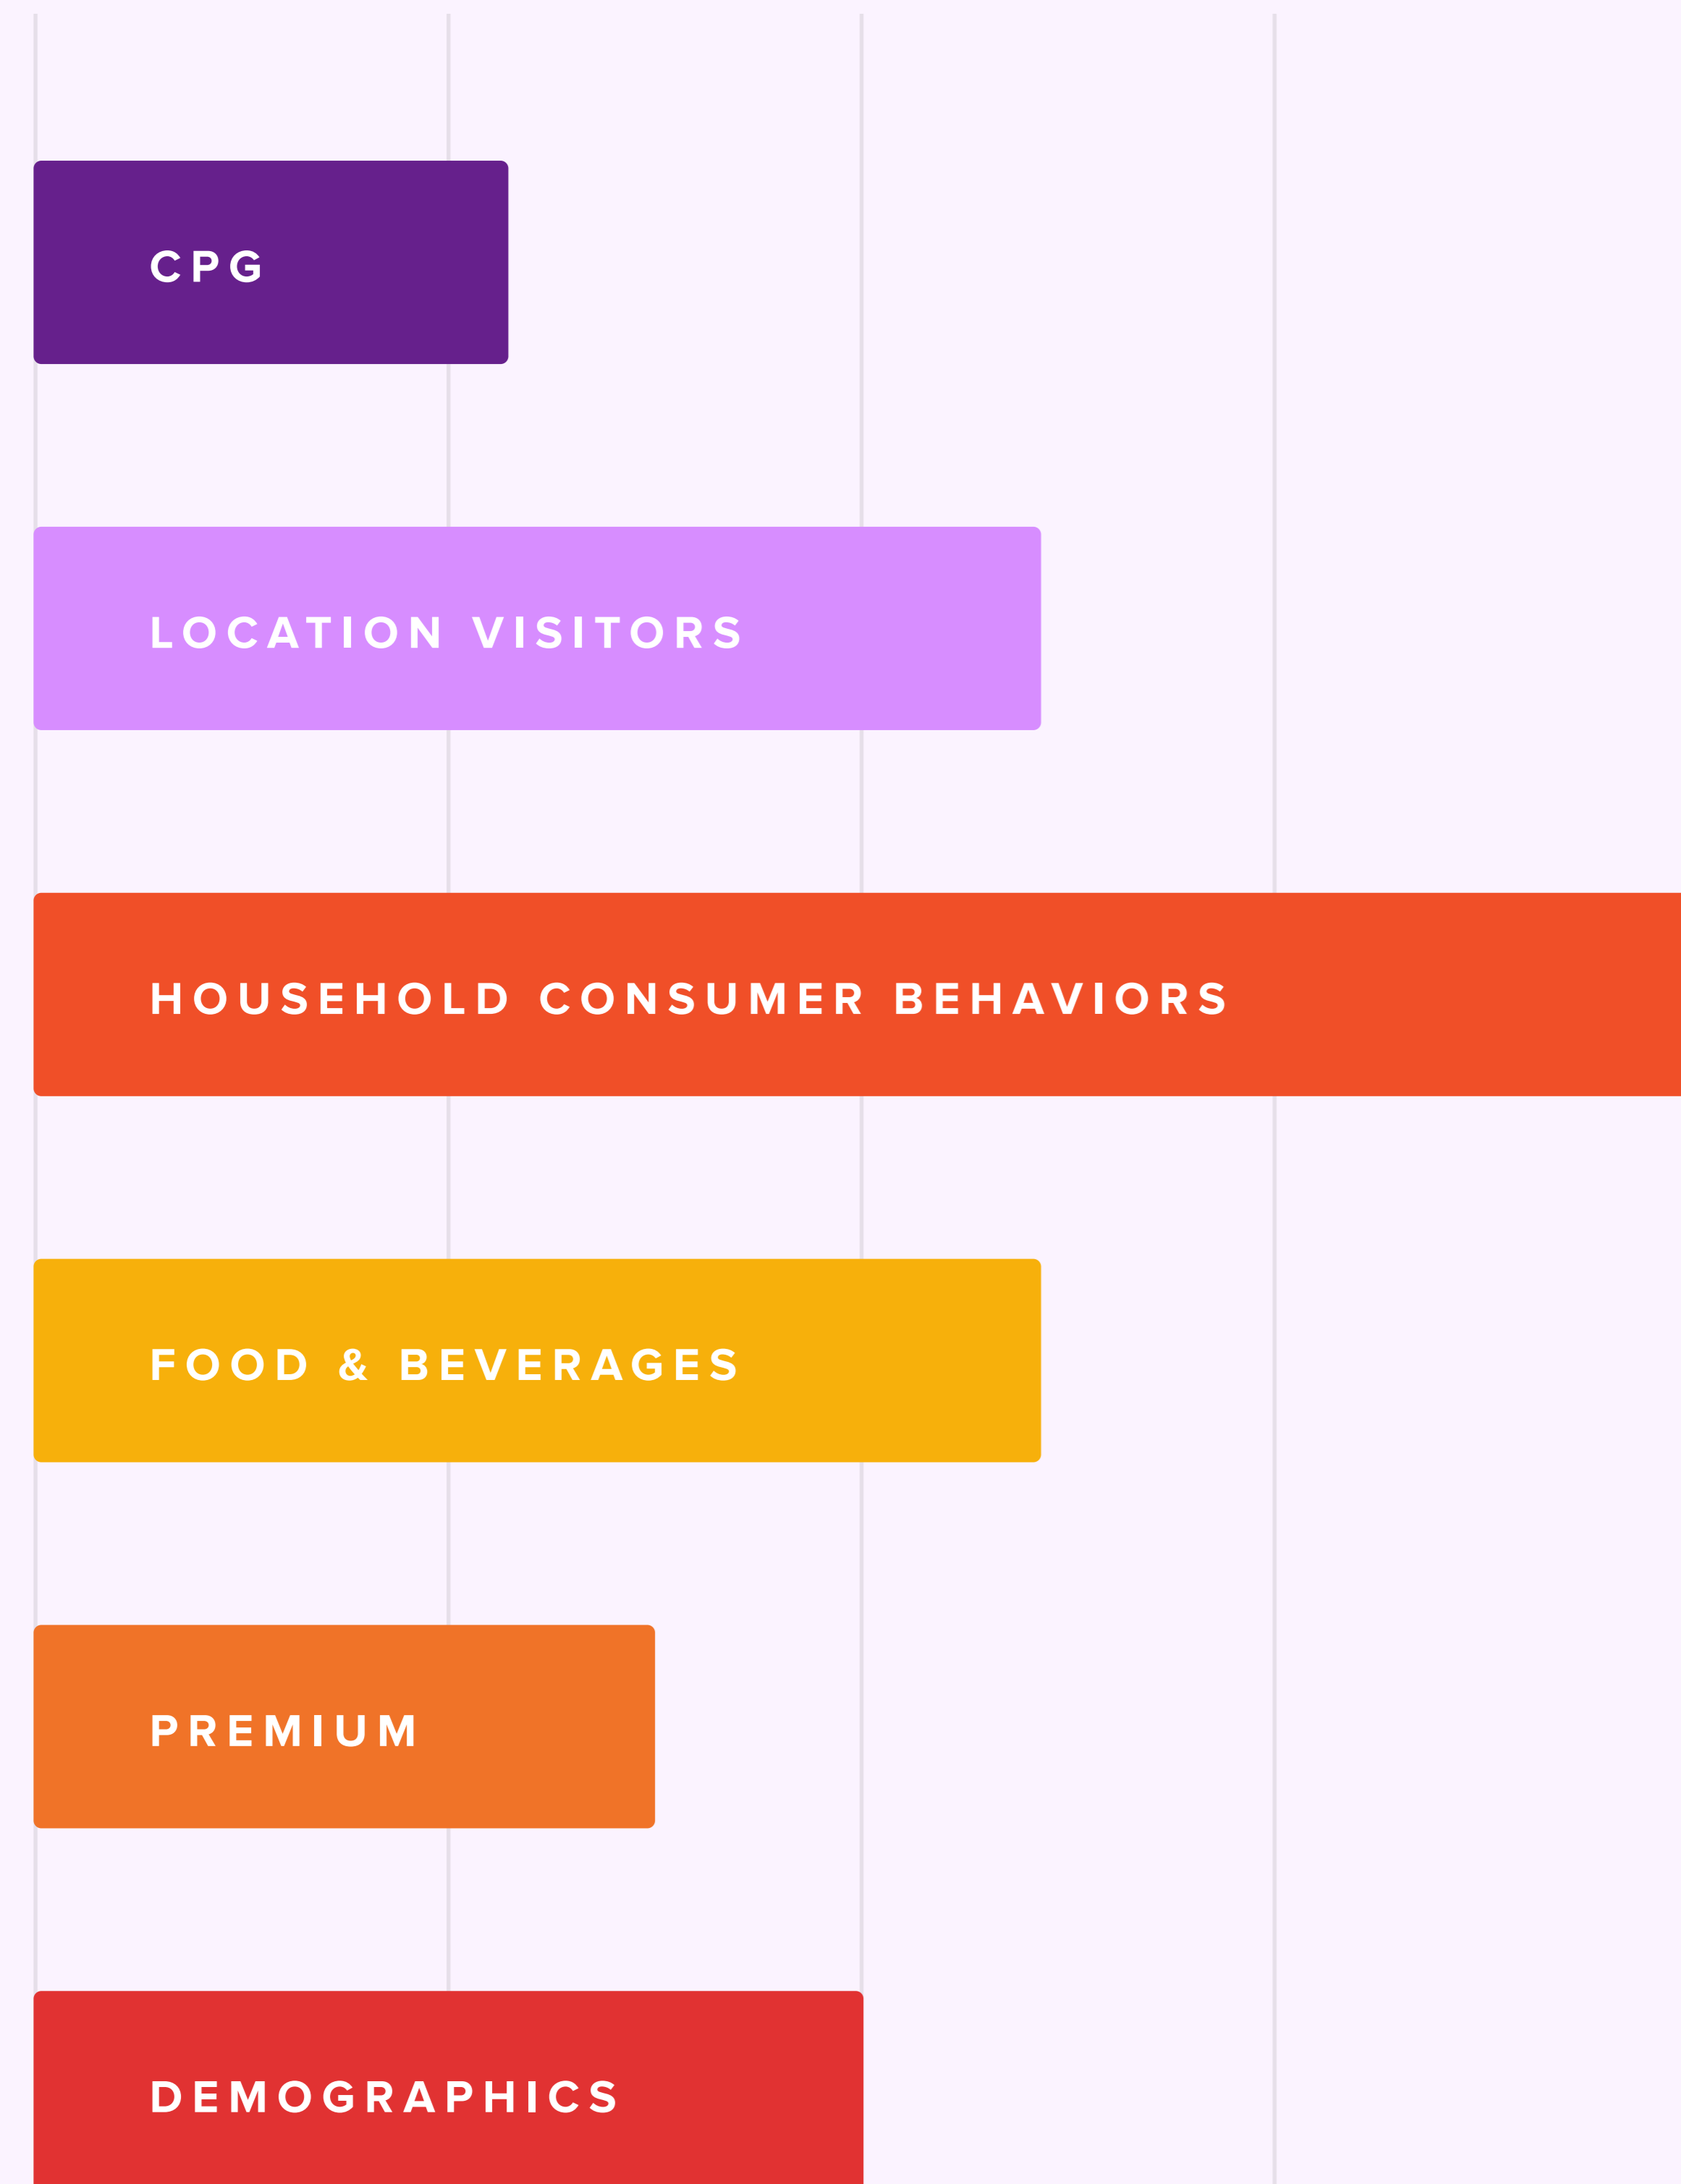 CPG
LOCATION VISITORS
HOUSEHOLD CONSUMER BEHAVIORS
FOOD & BEVERAGES
PREMIUM
DEMOGRAPHICS